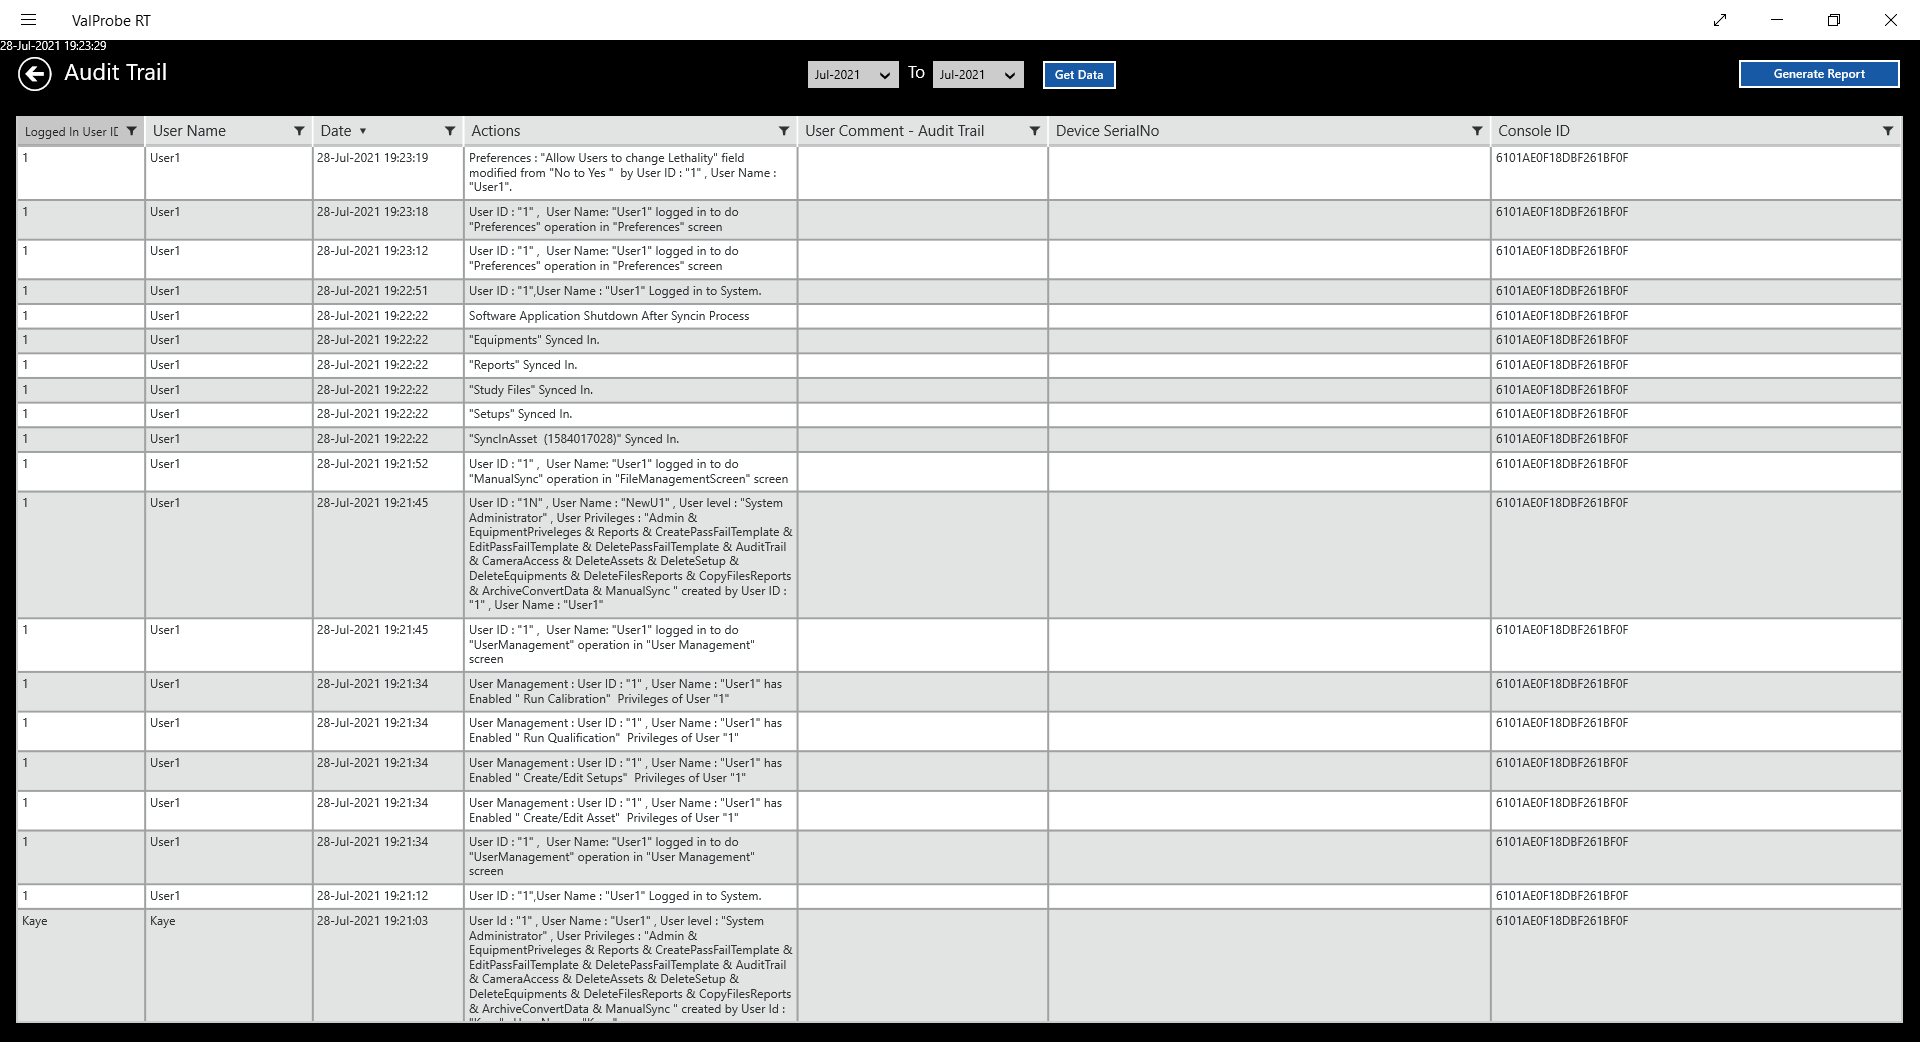 ValProbe RT
28-Jul-2021 19:23:29
Audit Trail
Jul-2021 To Jul-2021 Get Data Generate Report
Logged In User ID User Name Date Actions User Comment - Audit Trail Device SerialNo Console ID
1 User1 28-Jul-2021 19:23:19 Preferences : "Allow Users to change Lethality" field 6101AE0F18DBF261BF0F
modified from "No to Yes "  by User ID : "1" , User Name :
"User1".
1 User1 28-Jul-2021 19:23:18 User ID : "1" ,  User Name: "User1" logged in to do 6101AE0F18DBF261BF0F
"Preferences" operation in "Preferences" screen
1 User1 28-Jul-2021 19:23:12 User ID : "1" ,  User Name: "User1" logged in to do 6101AE0F18DBF261BF0F
"Preferences" operation in "Preferences" screen
1 User1 28-Jul-2021 19:22:51 User ID : "1",User Name : "User1" Logged in to System. 6101AE0F18DBF261BF0F
1 User1 28-Jul-2021 19:22:22 Software Application Shutdown After Syncin Process 6101AE0F18DBF261BF0F
1 User1 28-Jul-2021 19:22:22 "Equipments" Synced In. 6101AE0F18DBF261BF0F
1 User1 28-Jul-2021 19:22:22 "Reports" Synced In. 6101AE0F18DBF261BF0F
1 User1 28-Jul-2021 19:22:22 "Study Files" Synced In. 6101AE0F18DBF261BF0F
1 User1 28-Jul-2021 19:22:22 "Setups" Synced In. 6101AE0F18DBF261BF0F
1 User1 28-Jul-2021 19:22:22 "SyncInAsset  (1584017028)" Synced In. 6101AE0F18DBF261BF0F
1 User1 28-Jul-2021 19:21:52 User ID : "1" ,  User Name: "User1" logged in to do 6101AE0F18DBF261BF0F
"ManualSync" operation in "FileManagementScreen" screen
1 User1 28-Jul-2021 19:21:45 User ID : "1N" , User Name : "NewU1" , User level : "System 6101AE0F18DBF261BF0F
Administrator" , User Privileges : "Admin &
EquipmentPriveleges & Reports & CreatePassFailTemplate &
EditPassFailTemplate & DeletePassFailTemplate & AuditTrail
& CameraAccess & DeleteAssets & DeleteSetup &
DeleteEquipments & DeleteFilesReports & CopyFilesReports
& ArchiveConvertData & ManualSync " created by User ID :
"1" , User Name : "User1"
1 User1 28-Jul-2021 19:21:45 User ID : "1" ,  User Name: "User1" logged in to do 6101AE0F18DBF261BF0F
"UserManagement" operation in "User Management"
screen
1 User1 28-Jul-2021 19:21:34 User Management : User ID : "1" , User Name : "User1" has 6101AE0F18DBF261BF0F
Enabled " Run Calibration"  Privileges of User "1"
1 User1 28-Jul-2021 19:21:34 User Management : User ID : "1" , User Name : "User1" has 6101AE0F18DBF261BF0F
Enabled " Run Qualification"  Privileges of User "1"
1 User1 28-Jul-2021 19:21:34 User Management : User ID : "1" , User Name : "User1" has 6101AE0F18DBF261BF0F
Enabled " Create/Edit Setups"  Privileges of User "1"
1 User1 28-Jul-2021 19:21:34 User Management : User ID : "1" , User Name : "User1" has 6101AE0F18DBF261BF0F
Enabled " Create/Edit Asset"  Privileges of User "1"
1 User1 28-Jul-2021 19:21:34 User ID : "1" ,  User Name: "User1" logged in to do 6101AE0F18DBF261BF0F
"UserManagement" operation in "User Management"
screen
1 User1 28-Jul-2021 19:21:12 User ID : "1",User Name : "User1" Logged in to System. 6101AE0F18DBF261BF0F
Kaye Kaye 28-Jul-2021 19:21:03 User Id : "1" , User Name : "User1" , User level : "System 6101AE0F18DBF261BF0F
Administrator" , User Privileges : "Admin &
EquipmentPriveleges & Reports & CreatePassFailTemplate &
EditPassFailTemplate & DeletePassFailTemplate & AuditTrail
& CameraAccess & DeleteAssets & DeleteSetup &
DeleteEquipments & DeleteFilesReports & CopyFilesReports
& ArchiveConvertData & ManualSync " created by User Id :